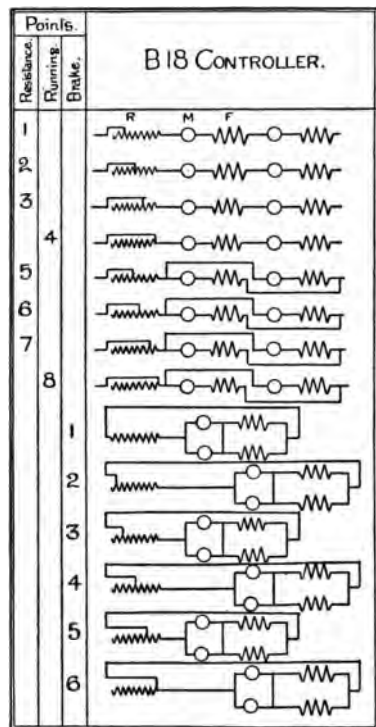 Points.
Resistance.
Running.
Brake.
B 18 CONTROLLER.
R M F
1
2
3
4
5
6
7
8
1
2
3
4
5
6